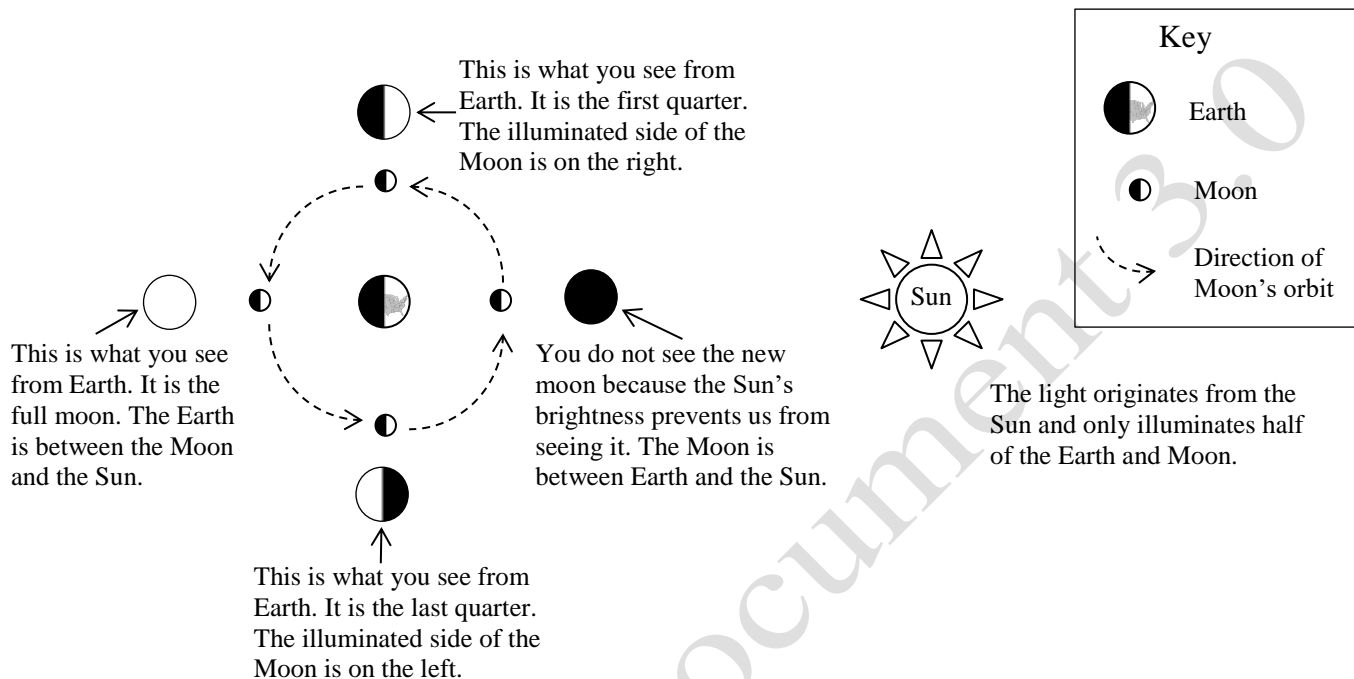 This is what you see from
Earth. It is the first quarter.
The illuminated side of the
Moon is on the right.
Key
Earth
Moon
Direction of
Moon's orbit
Sun
This is what you see
from Earth. It is the
full moon. The Earth
is between the Moon
and the Sun.
You do not see the new
moon because the Sun's
brightness prevents us from
seeing it. The Moon is
between Earth and the Sun.
The light originates from the
Sun and only illuminates half
of the Earth and Moon.
This is what you see from
Earth. It is the last quarter.
The illuminated side of the
Moon is on the left.
ocument 3.0